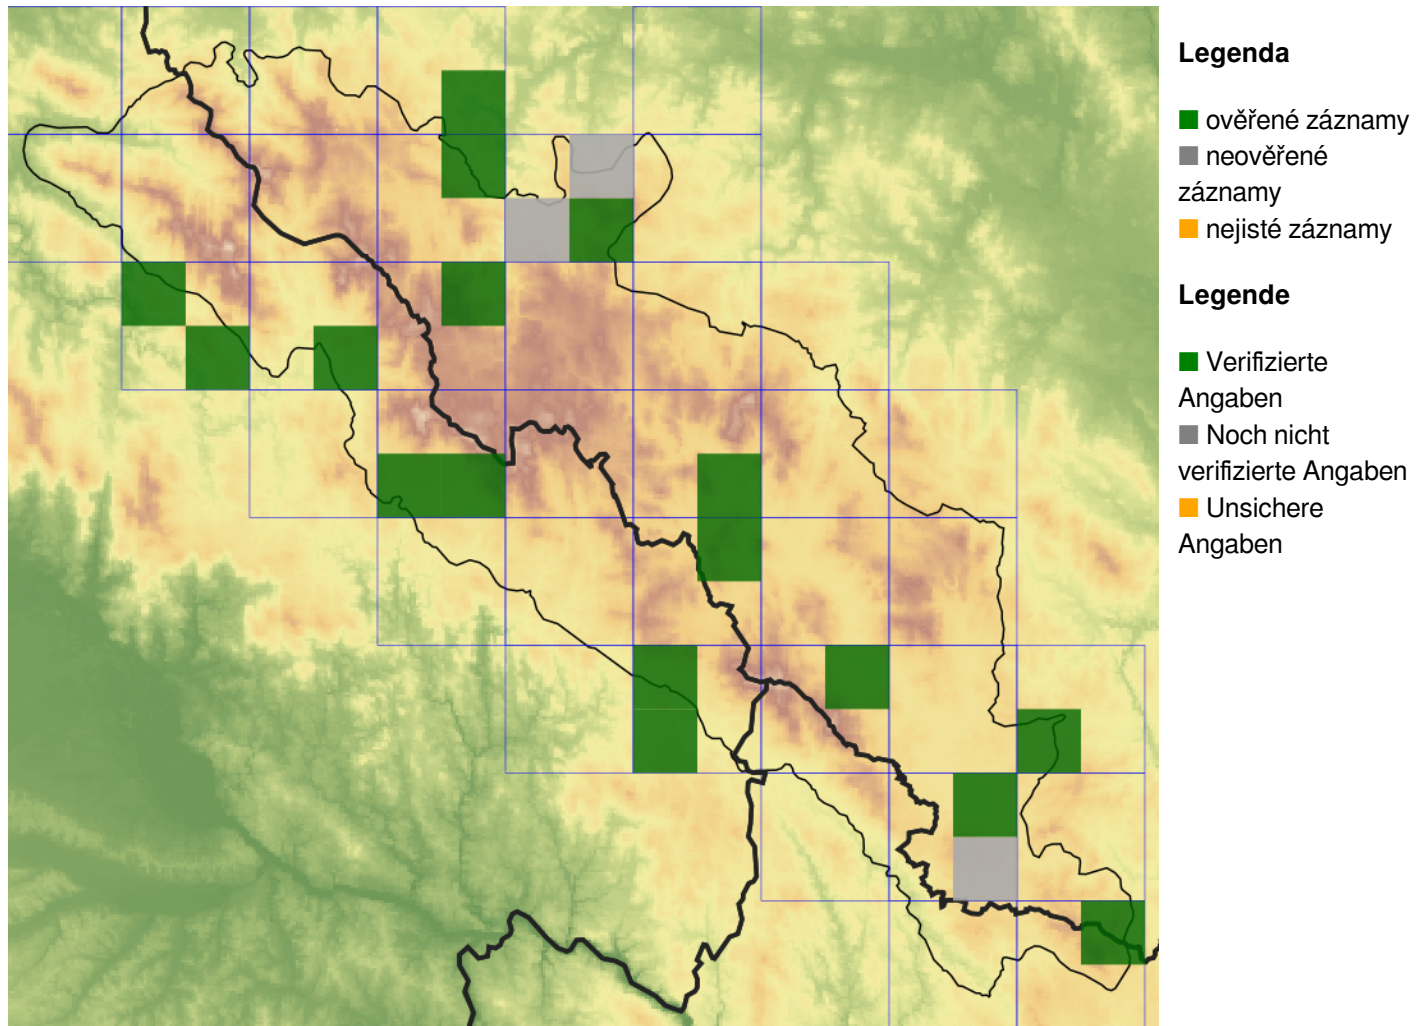 Legenda
ověřené záznamy
neověřené
záznamy
nejisté záznamy
Legende
Verifizierte
Angaben
Noch nicht
verifizierte Angaben
Unsichere
Angaben